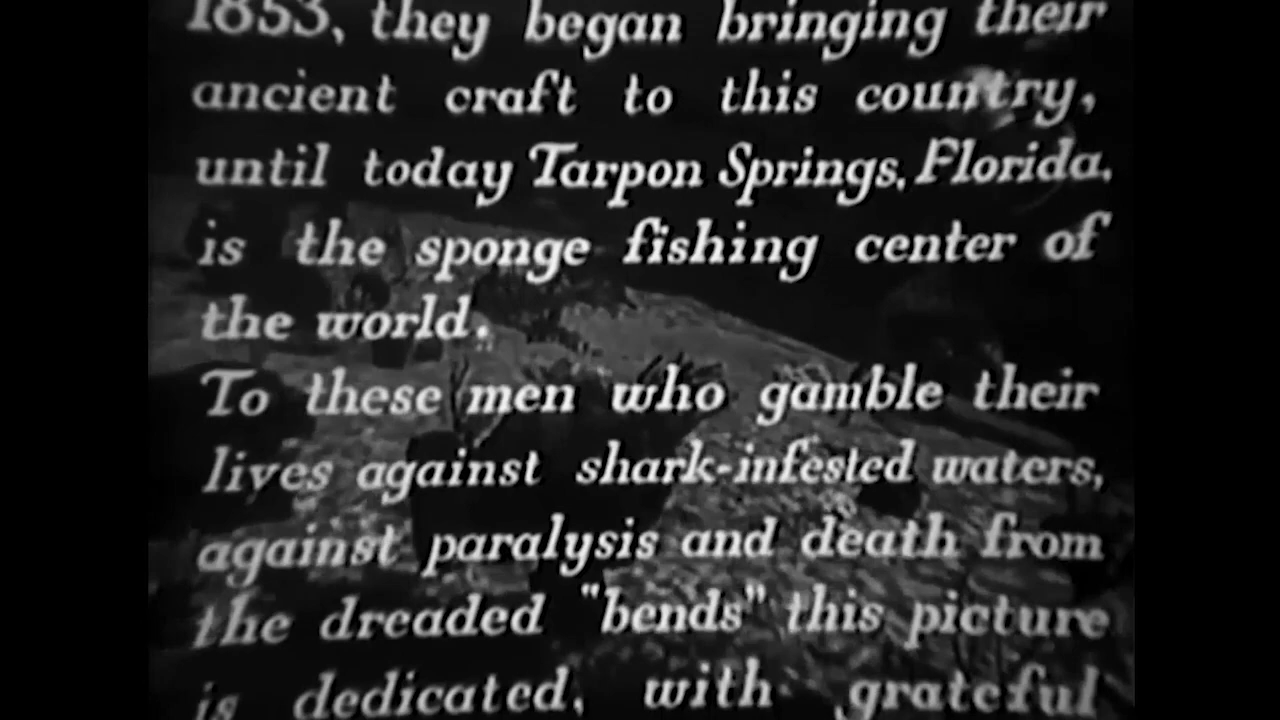 1853, they began bringing their
ancient craft to this country,
until today Tarpon Springs, Florida,
is the sponge fishing center of
the world.
To these men who gamble their
lives against shark-infested waters,
against paralysis and death from
the dreaded "bends" this picture
is dedicated, with grateful